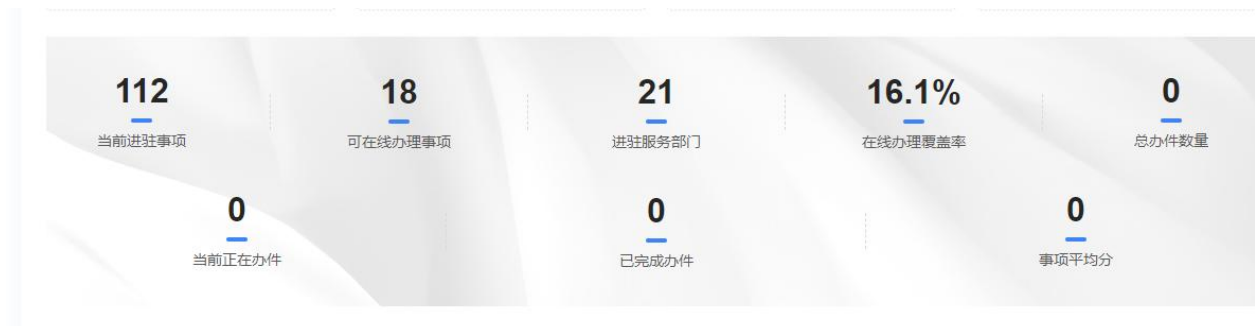 112 18 21 16.1% 0
当前进驻事项 可在线办理事项 进驻服务部门 在线办理覆盖率 总办件数量
0 0 0
当前正在办件 已完成办件 事项平均分